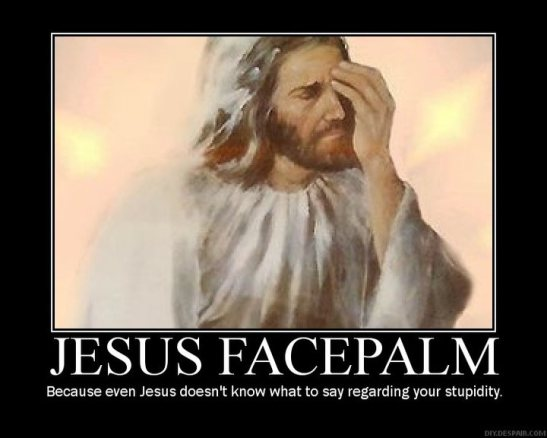 JESUS FACEPALM
Because even Jesus doesn't know what to say regarding your stupidity.
DIY.DESPAIR.COM